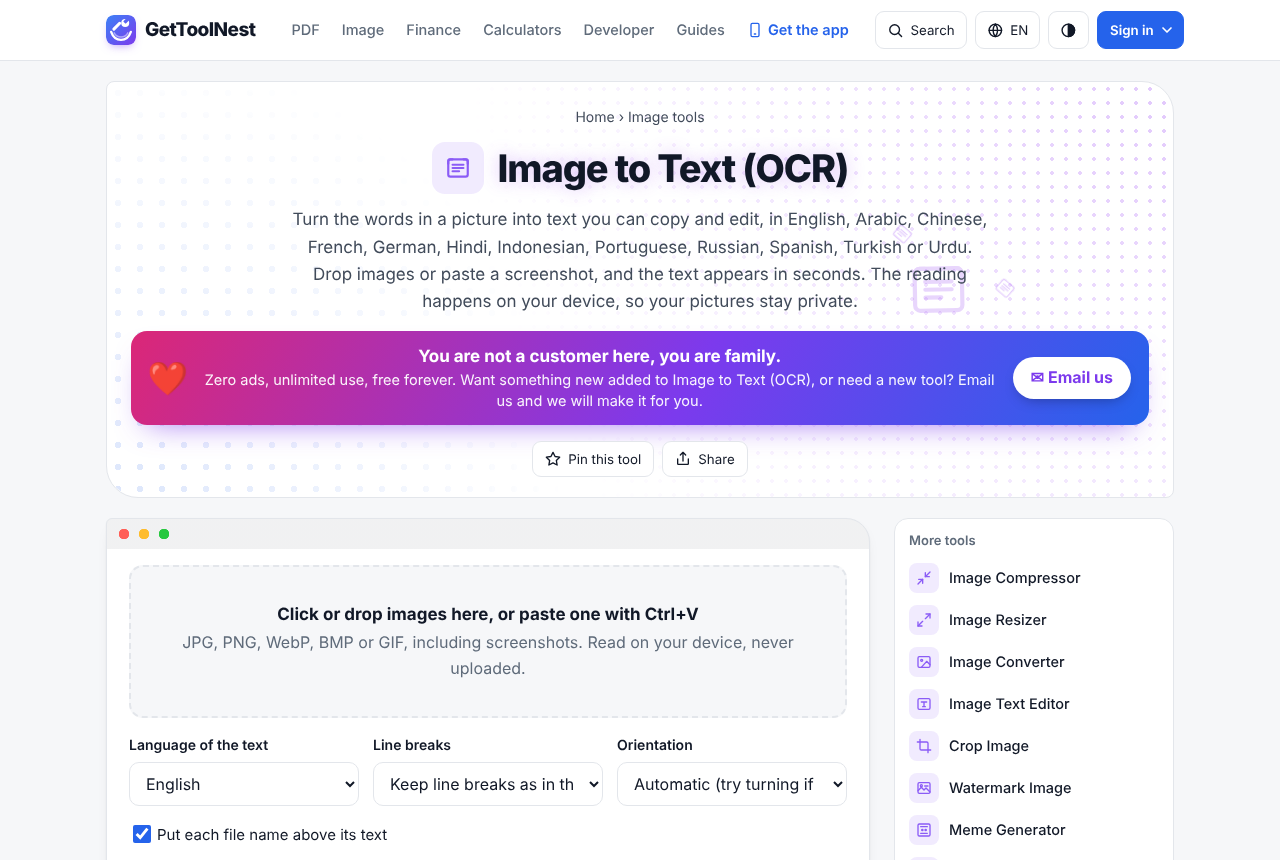 GetToolNest
PDF
Image
Finance
Calculators
Developer
Guides
Get the app
Search
EN
Sign in
Home › Image tools
Image to Text (OCR)
Turn the words in a picture into text you can copy and edit, in English, Arabic, Chinese,
French, German, Hindi, Indonesian, Portuguese, Russian, Spanish, Turkish or Urdu.
Drop images or paste a screenshot, and the text appears in seconds. The reading
happens on your device, so your pictures stay private.
You are not a customer here, you are family.
Zero ads, unlimited use, free forever. Want something new added to Image to Text (OCR), or need a new tool? Email
us and we will make it for you.
✉ Email us
Pin this tool
Share
Click or drop images here, or paste one with Ctrl+V
JPG, PNG, WebP, BMP or GIF, including screenshots. Read on your device, never
uploaded.
Language of the text
Line breaks
Orientation
English
Keep line breaks as in th
Automatic (try turning if
Put each file name above its text
More tools
Image Compressor
Image Resizer
Image Converter
Image Text Editor
Crop Image
Watermark Image
Meme Generator